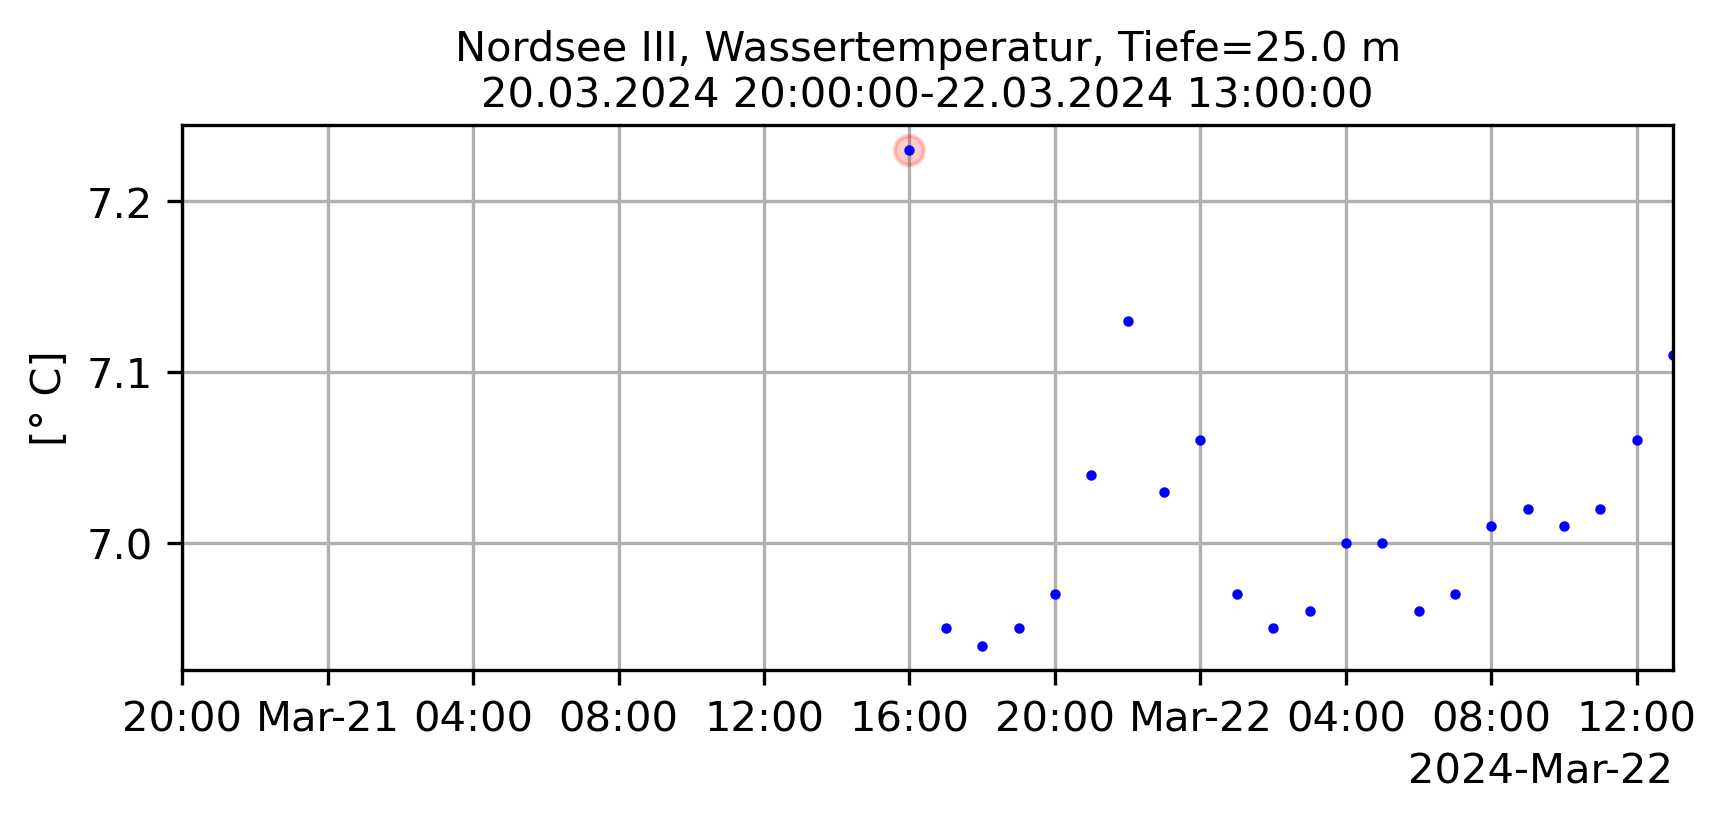 Nordsee III, Wassertemperatur, Tiefe=25.0 m
20.03.2024 20:00:00-22.03.2024 13:00:00
[° C]
7.2
7.1
7.0
20:00 Mar-21 04:00 08:00 12:00 16:00 20:00 Mar-22 04:00 08:00 12:00
2024-Mar-22